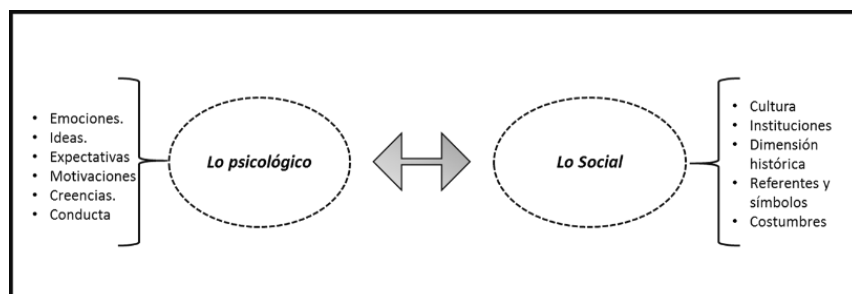 • Emociones.
• Ideas.
• Expectativas
• Motivaciones
• Creencias.
• Conducta
Lo psicológico
Lo Social
• Cultura
• Instituciones
• Dimensión
histórica
• Referentes y
símbolos
• Costumbres